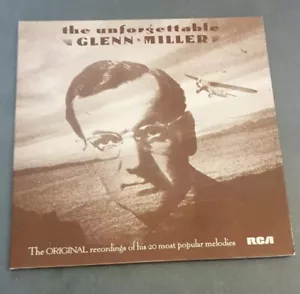 the unforgettable
GLENN • MILLER
The ORIGINAL recordings of his 20 most popular melodies
RCA